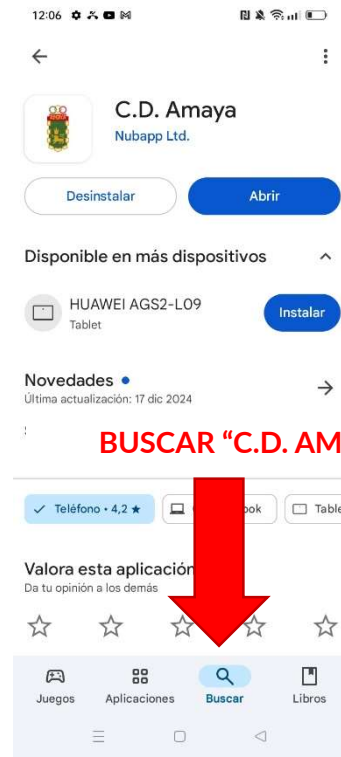 12:06
C.D. Amaya
Nubapp Ltd.
Desinstalar
Abrir
Disponible en más dispositivos
HUAWEI AGS2-L09
Tablet
Instalar
Novedades
Última actualización: 17 dic 2024
BUSCAR “C.D. AM
Teléfono • 4,2 ★
ook
Table
Valora esta aplicación
Da tu opinión a los demás
Juegos
Aplicaciones
Buscar
Libros